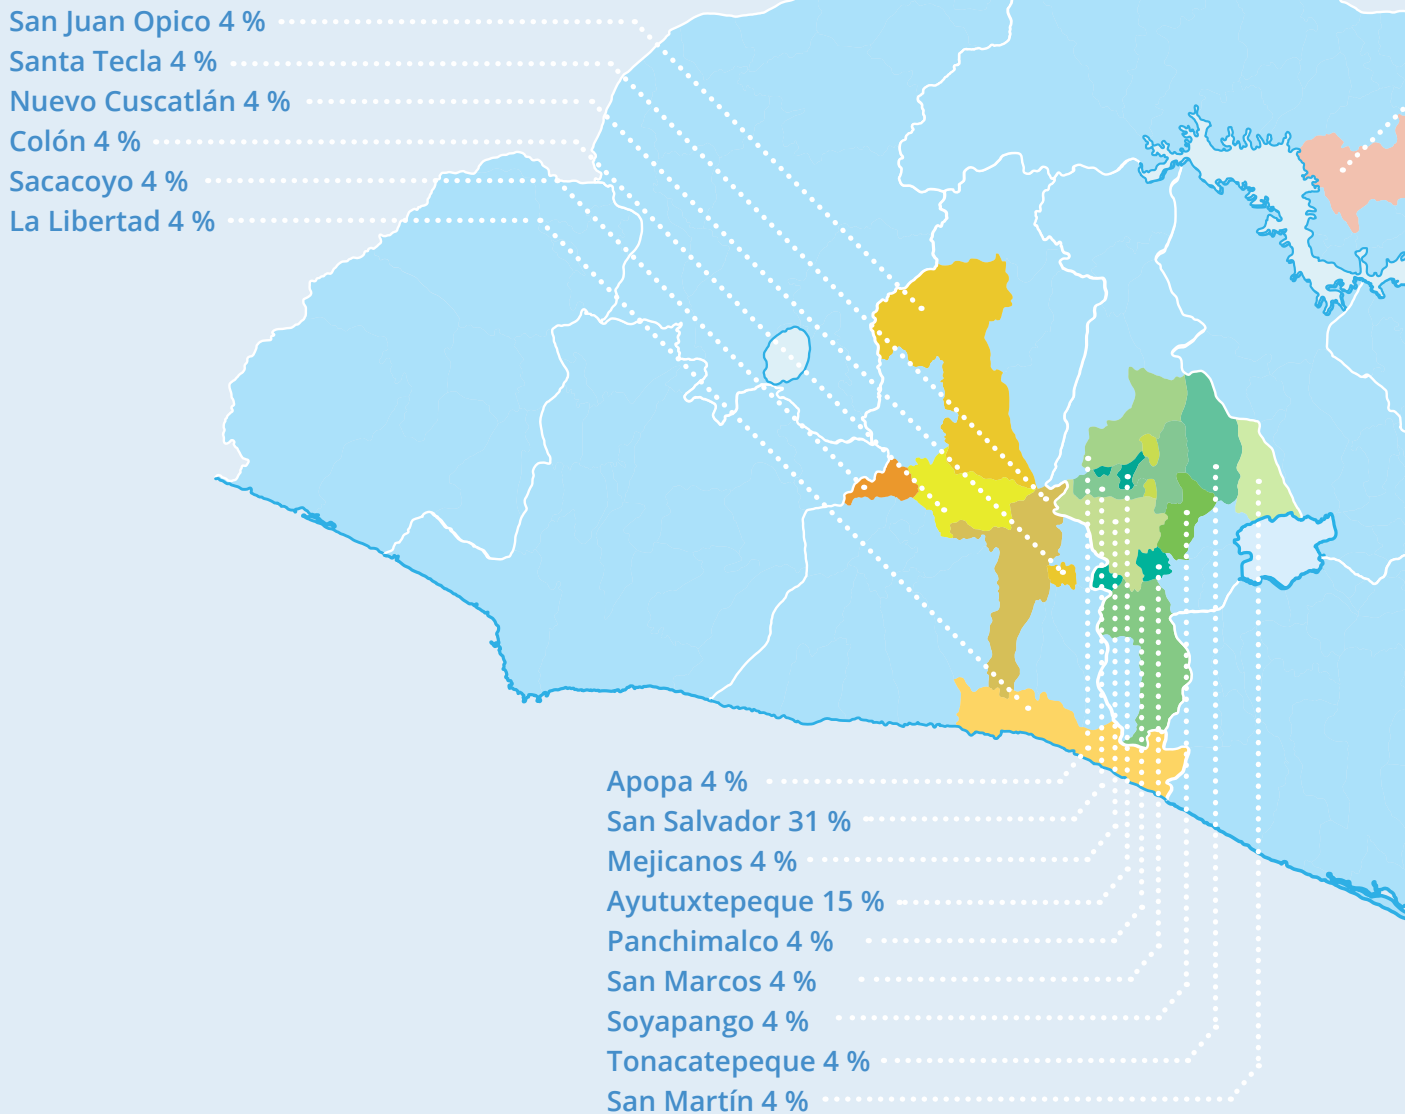 San Juan Opico 4 %
Santa Tecla 4 %
Nuevo Cuscatlán 4 %
Colón 4 %
Sacacoyo 4 %
La Libertad 4 %
Apopa 4 %
San Salvador 31 %
Mejicanos 4 %
Ayutuxtepeque 15 %
Panchimalco 4 %
San Marcos 4 %
Soyapango 4 %
Tonacatepeque 4 %
San Martín 4 %